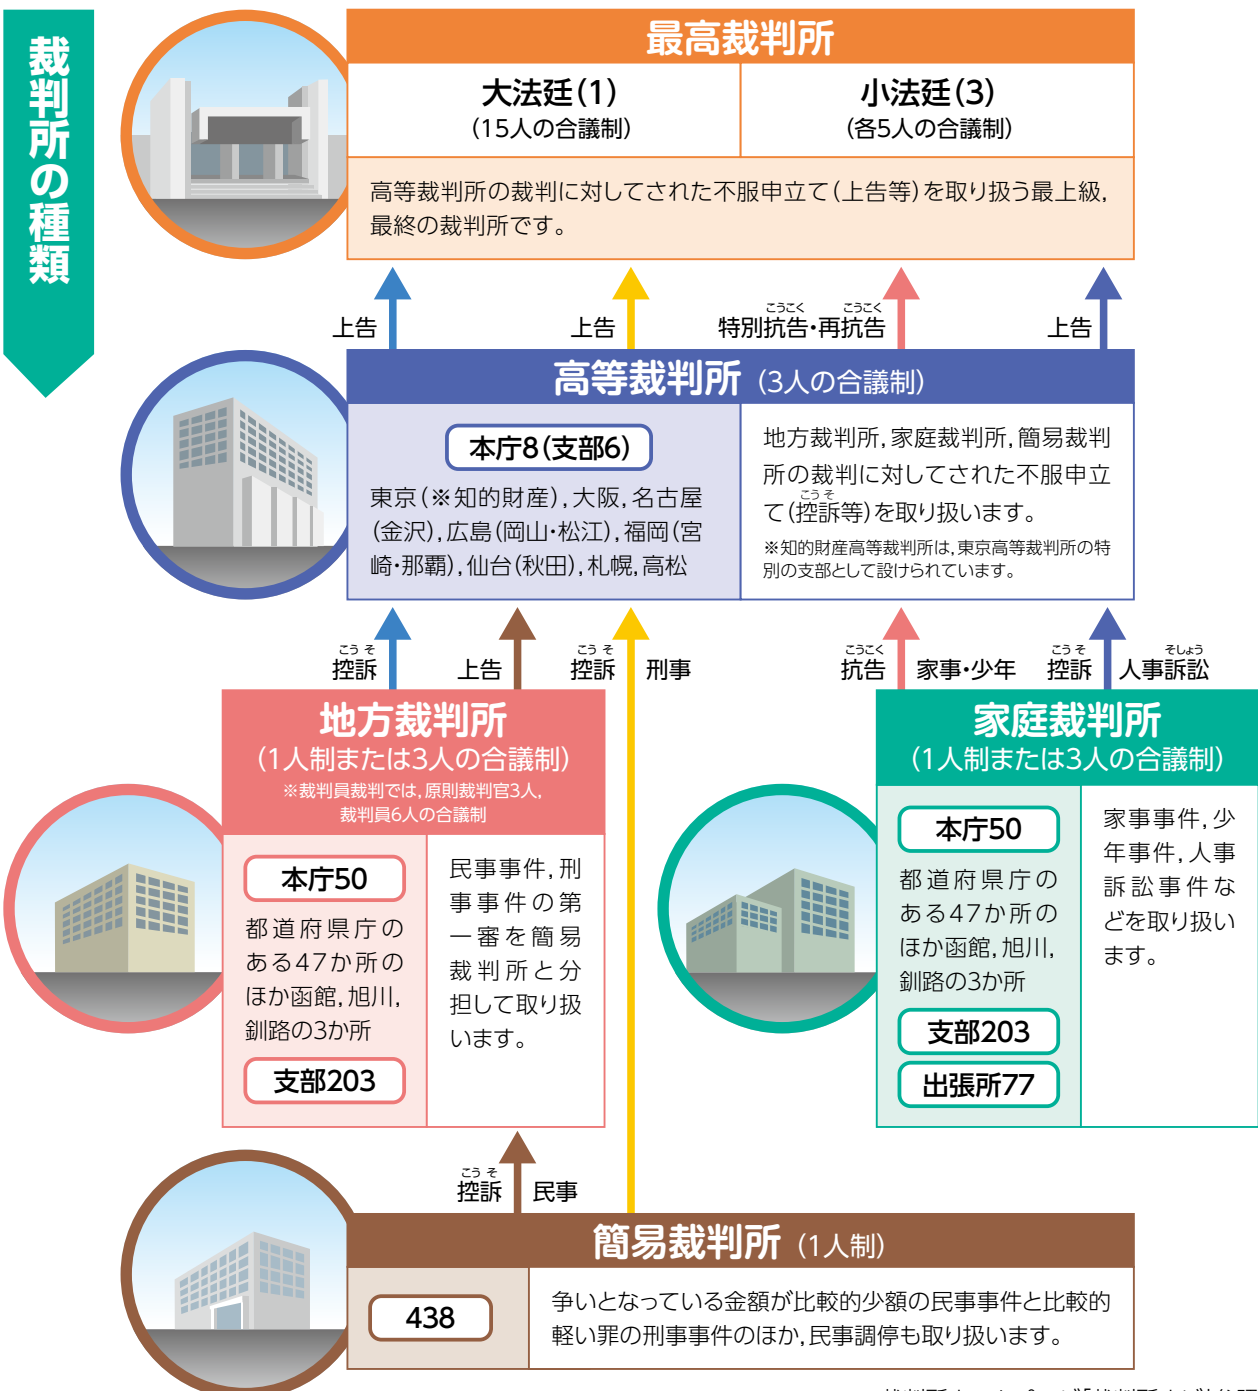 裁判所の種類
最高裁判所
大法廷(1)
(15人の合議制)
小法廷(3)
(各5人の合議制)
高等裁判所の裁判に対してされた不服申立て(上告等)を取り扱う最上級,
最終の裁判所です。
上告
上告
こうこく こうこく
特別抗告・再抗告
上告
高等裁判所 (3人の合議制)
本庁8(支部6)
東京(※知的財産),大阪,名古屋
(金沢),広島(岡山・松江),福岡(宮
崎・那覇),仙台(秋田),札幌,高松
地方裁判所,家庭裁判所,簡易裁判
所の裁判に対してされた不服申立
こうそ
て(控訴等)を取り扱います。
※知的財産高等裁判所は,東京高等裁判所の特
別の支部として設けられています。
こうそ
控訴
上告
こうそ
控訴 刑事
こうこく
抗告 家事・少年
こうそ そしょう
控訴 人事訴訟
地方裁判所
(1人制または3人の合議制)
※裁判員裁判では,原則裁判官3人,
裁判員6人の合議制
本庁50
都道府県庁の
ある47か所の
ほか函館,旭川,
釧路の3か所
支部203
民事事件,刑
事事件の第
一審を簡易
裁判所と分
担して取り扱
います。
家庭裁判所
(1人制または3人の合議制)
本庁50
都道府県庁の
ある47か所の
ほか函館,旭川,
釧路の3か所
支部203
出張所77
家事事件,少
年事件,人事
訴訟事件な
どを取り扱い
ます。
こうそ
控訴 民事
簡易裁判所 (1人制)
438
争いとなっている金額が比較的少額の民事事件と比較的
軽い罪の刑事事件のほか,民事調停も取り扱います。